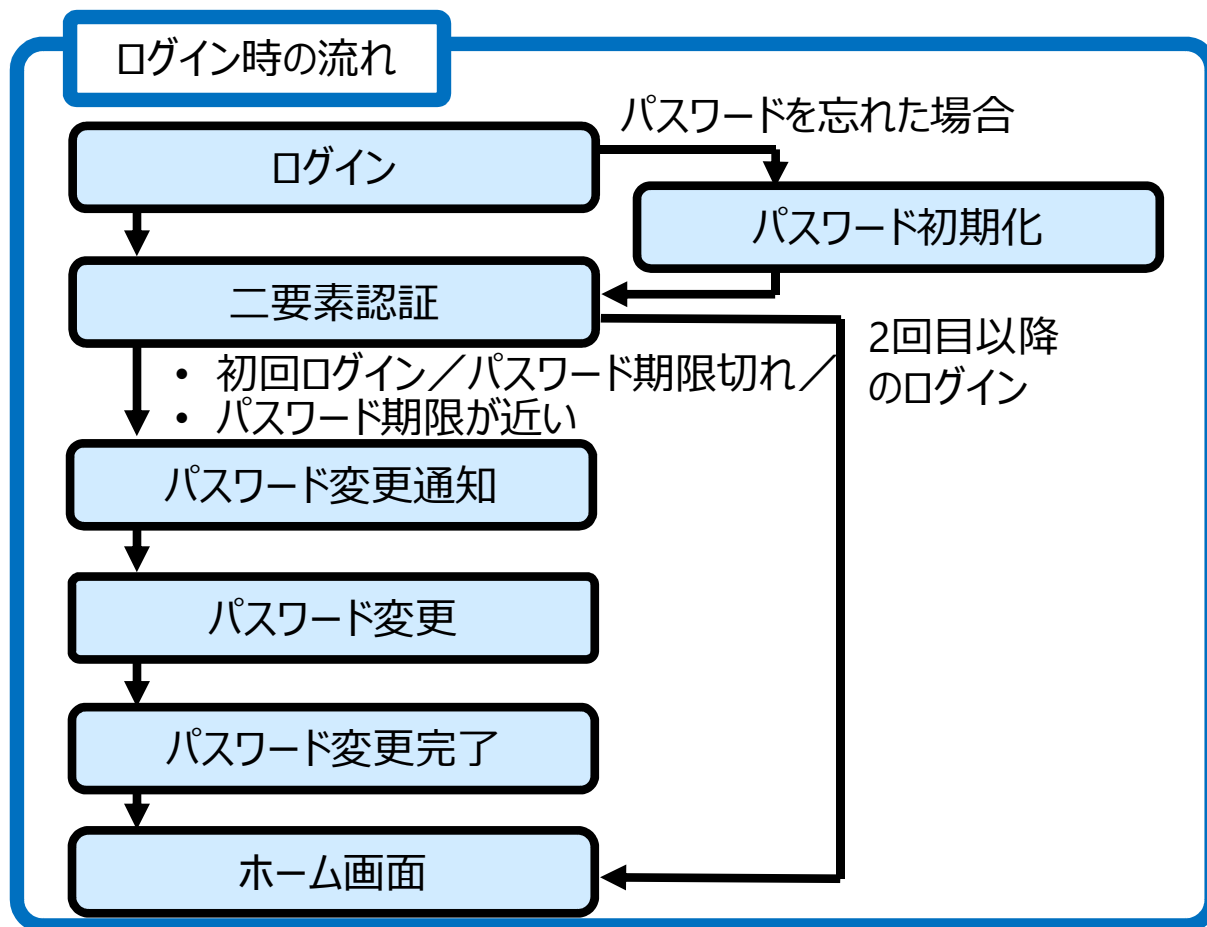 ログイン時の流れ
パスワードを忘れた場合
ログイン
パスワード初期化
二要素認証
2回目以降
のログイン
• 初回ログイン／パスワード期限切れ／
• パスワード期限が近い
パスワード変更通知
パスワード変更
パスワード変更完了
ホーム画面